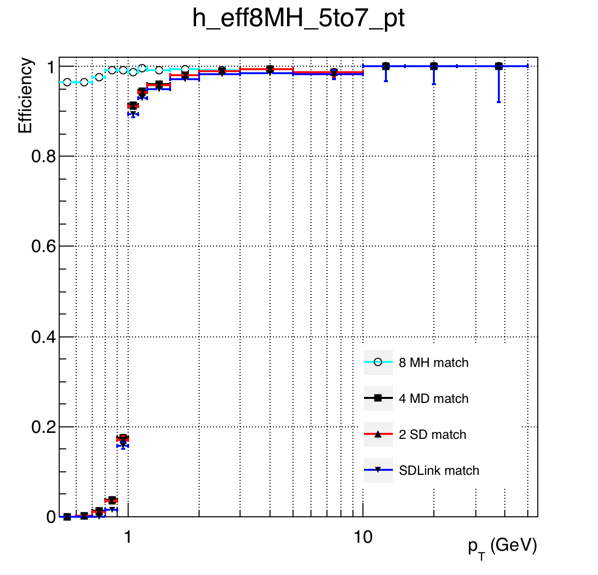 h_eff8MH_5to7_pt
Efficiency
1
0.8
0.6
0.4
0.2
0
8 MH match
4 MD match
2 SD match
SDLink match
1
10
p_T (GeV)